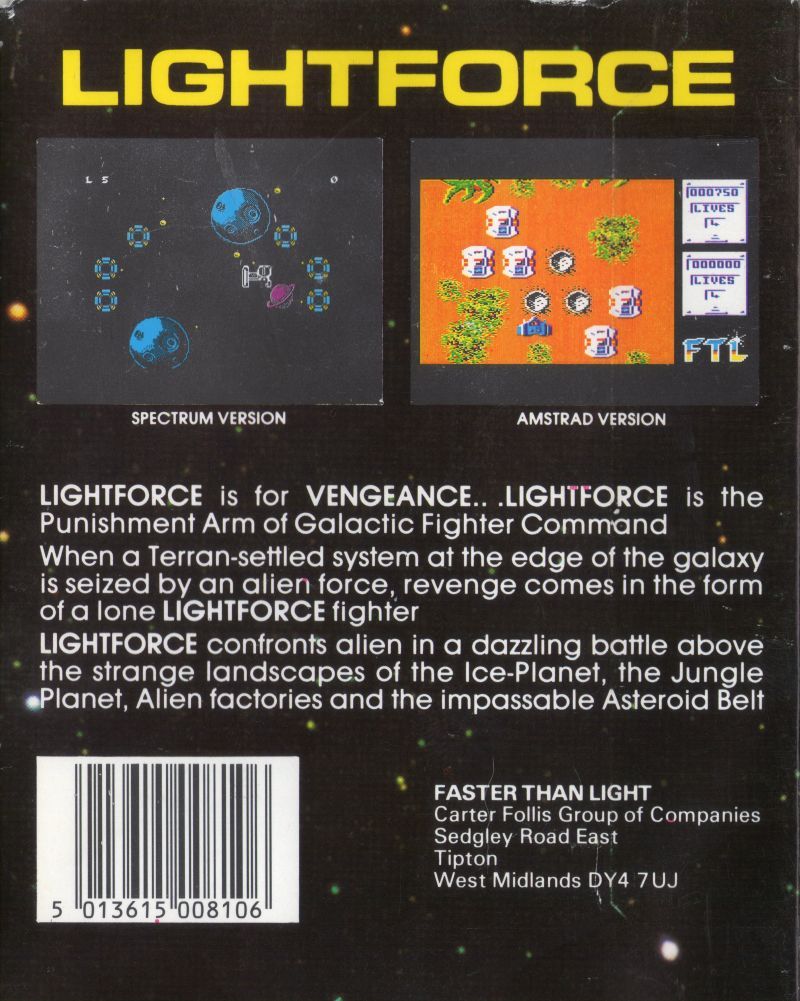 LIGHTFORCE
L 5 0
000750
LIVES
000000
LIVES
FTL
SPECTRUM VERSION
AMSTRAD VERSION
LIGHTFORCE is for VENGEANCE.. .LIGHTFORCE is the
Punishment Arm of Galactic Fighter Command
When a Terran-settled system at the edge of the galaxy
is seized by an alien force, revenge comes in the form
of a lone LIGHTFORCE fighter
LIGHTFORCE confronts alien in a dazzling battle above
the strange landscapes of the Ice-Planet, the Jungle
Planet, Alien factories and the impassable Asteroid Belt
FASTER THAN LIGHT
Carter Follis Group of Companies
Sedgley Road East
Tipton
West Midlands DY4 7UJ
5 013615 008106